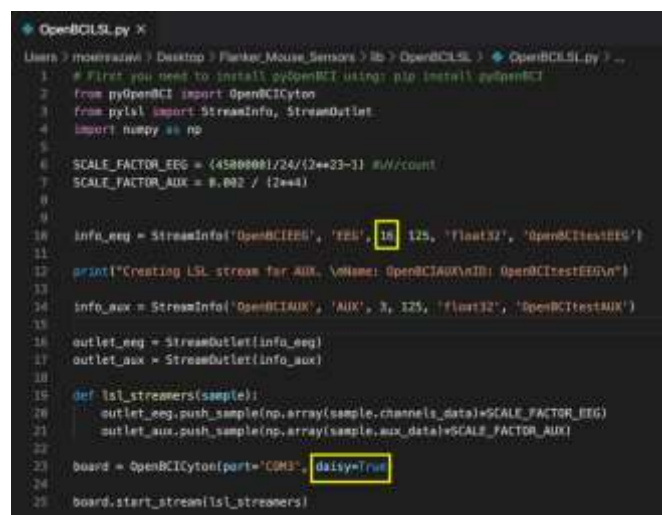 OpenBCILSL.py ×
Users > moeinrazavi > Desktop > Flanker_Mouse_Sensors > lib > OpenBCILSL > OpenBCILSL.py > ...
1 # First you need to install pyOpenBCI using: pip install pyOpenBCI
2 from pyOpenBCI import OpenBCICyton
3 from pylsl import StreamInfo, StreamOutlet
4 import numpy as np
5
6 SCALE_FACTOR_EEG = (4500000)/24/(2**23-1) #uV/count
7 SCALE_FACTOR_AUX = 0.002 / (2**4)
8
9
10 info_eeg = StreamInfo('OpenBCIEEG', 'EEG', 16, 125, 'float32', 'OpenBCItestEEG')
11
12 print("Creating LSL stream for AUX. \nName: OpenBCIAUX\nID: OpenBCItestEEG\n")
13
14 info_aux = StreamInfo('OpenBCIAUX', 'AUX', 3, 125, 'float32', 'OpenBCItestAUX')
15
16 outlet_eeg = StreamOutlet(info_eeg)
17 outlet_aux = StreamOutlet(info_aux)
18
19 def lsl_streamers(sample):
20 outlet_eeg.push_sample(np.array(sample.channels_data)*SCALE_FACTOR_EEG)
21 outlet_aux.push_sample(np.array(sample.aux_data)*SCALE_FACTOR_AUX)
22
23 board = OpenBCICyton(port="COM3", daisy=True)
24
25 board.start_stream(lsl_streamers)